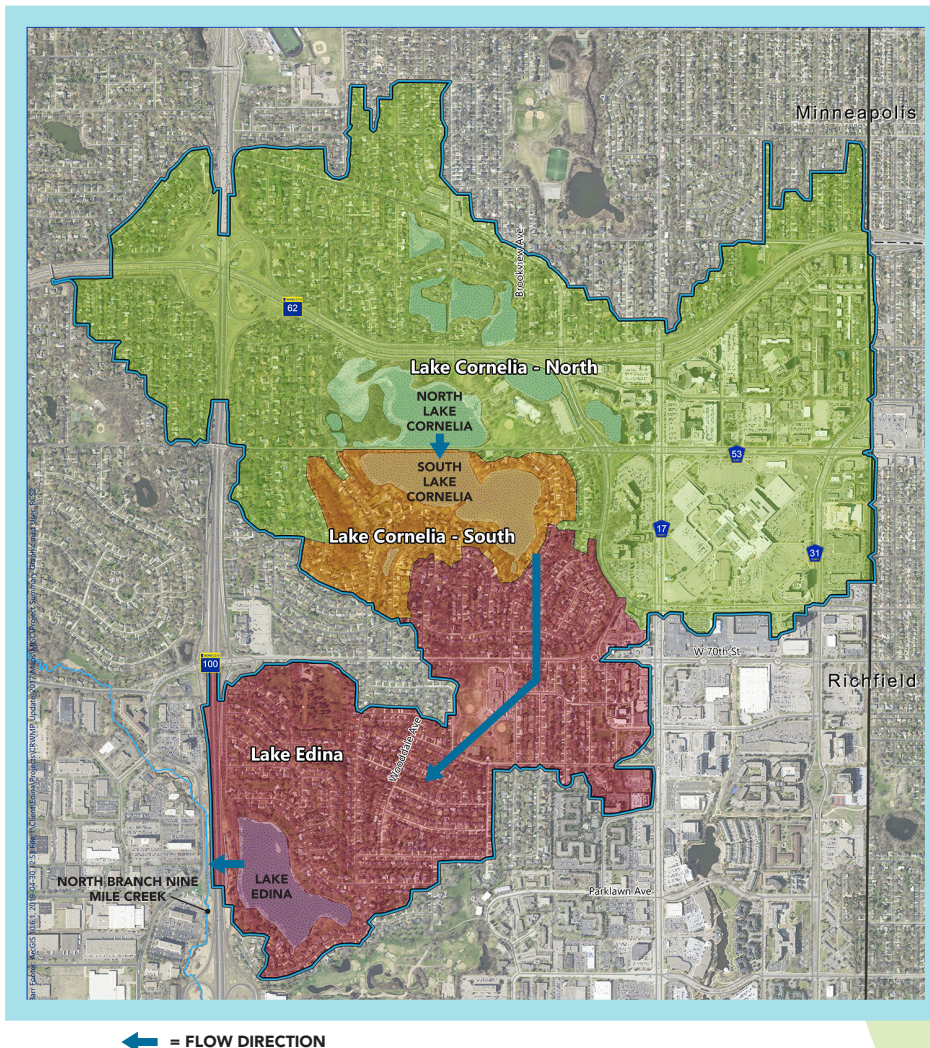 Minneapolis
Brookview Ave
62
Lake Cornelia - North
NORTH
LAKE
CORNELIA
53
SOUTH
LAKE
CORNELIA
17
Lake Cornelia - South
31
W 70th St
100
Richfield
Lake Edina
Wooddale Ave
LAKE
EDINA
NORTH BRANCH NINE
MILE CREEK
Parklawn Ave
= FLOW DIRECTION